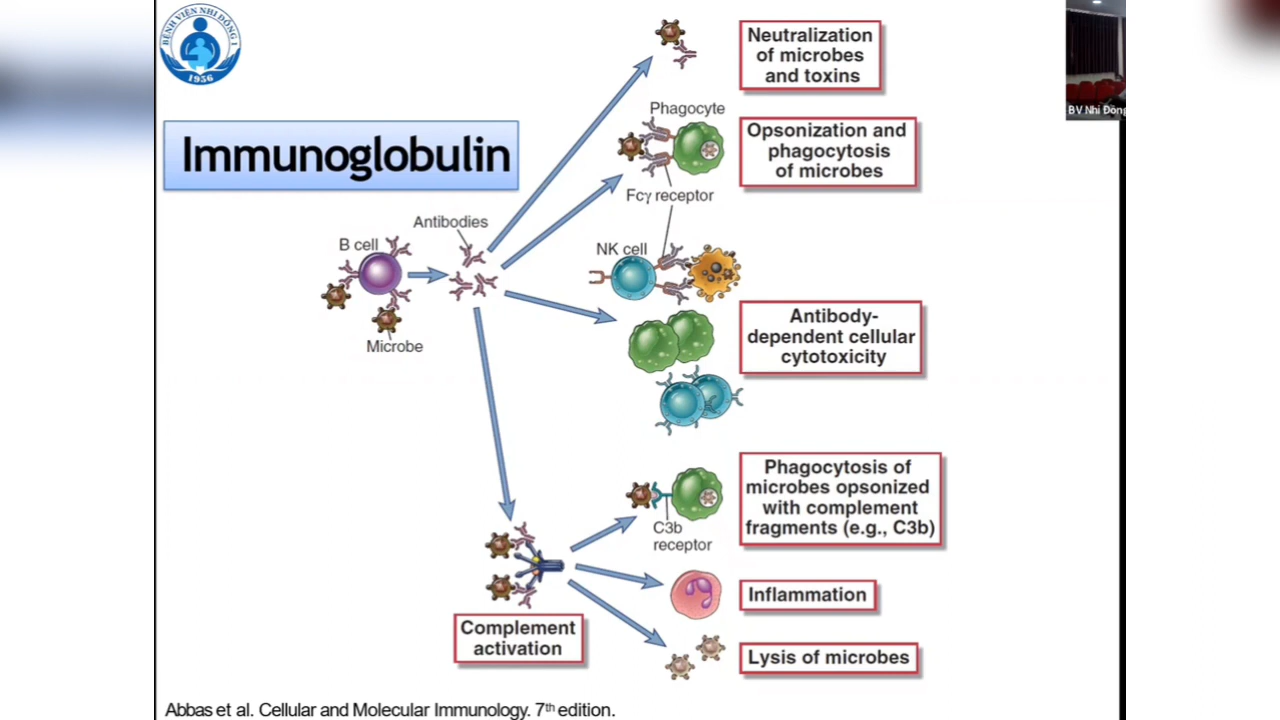 BỆNH VIỆN NHI ĐỒNG 1
1956
Immunoglobulin
Neutralization
of microbes
and toxins
Phagocyte
Opsonization and
phagocytosis
of microbes
Fcγ receptor
Antibodies
B cell
NK cell
Microbe
Antibody-
dependent cellular
cytotoxicity
Phagocytosis of
microbes opsonized
with complement
fragments (e.g., C3b)
C3b
receptor
Inflammation
Complement
activation
Lysis of microbes
Abbas et al. Cellular and Molecular Immunology. 7th edition.
BV Nhi Đồng